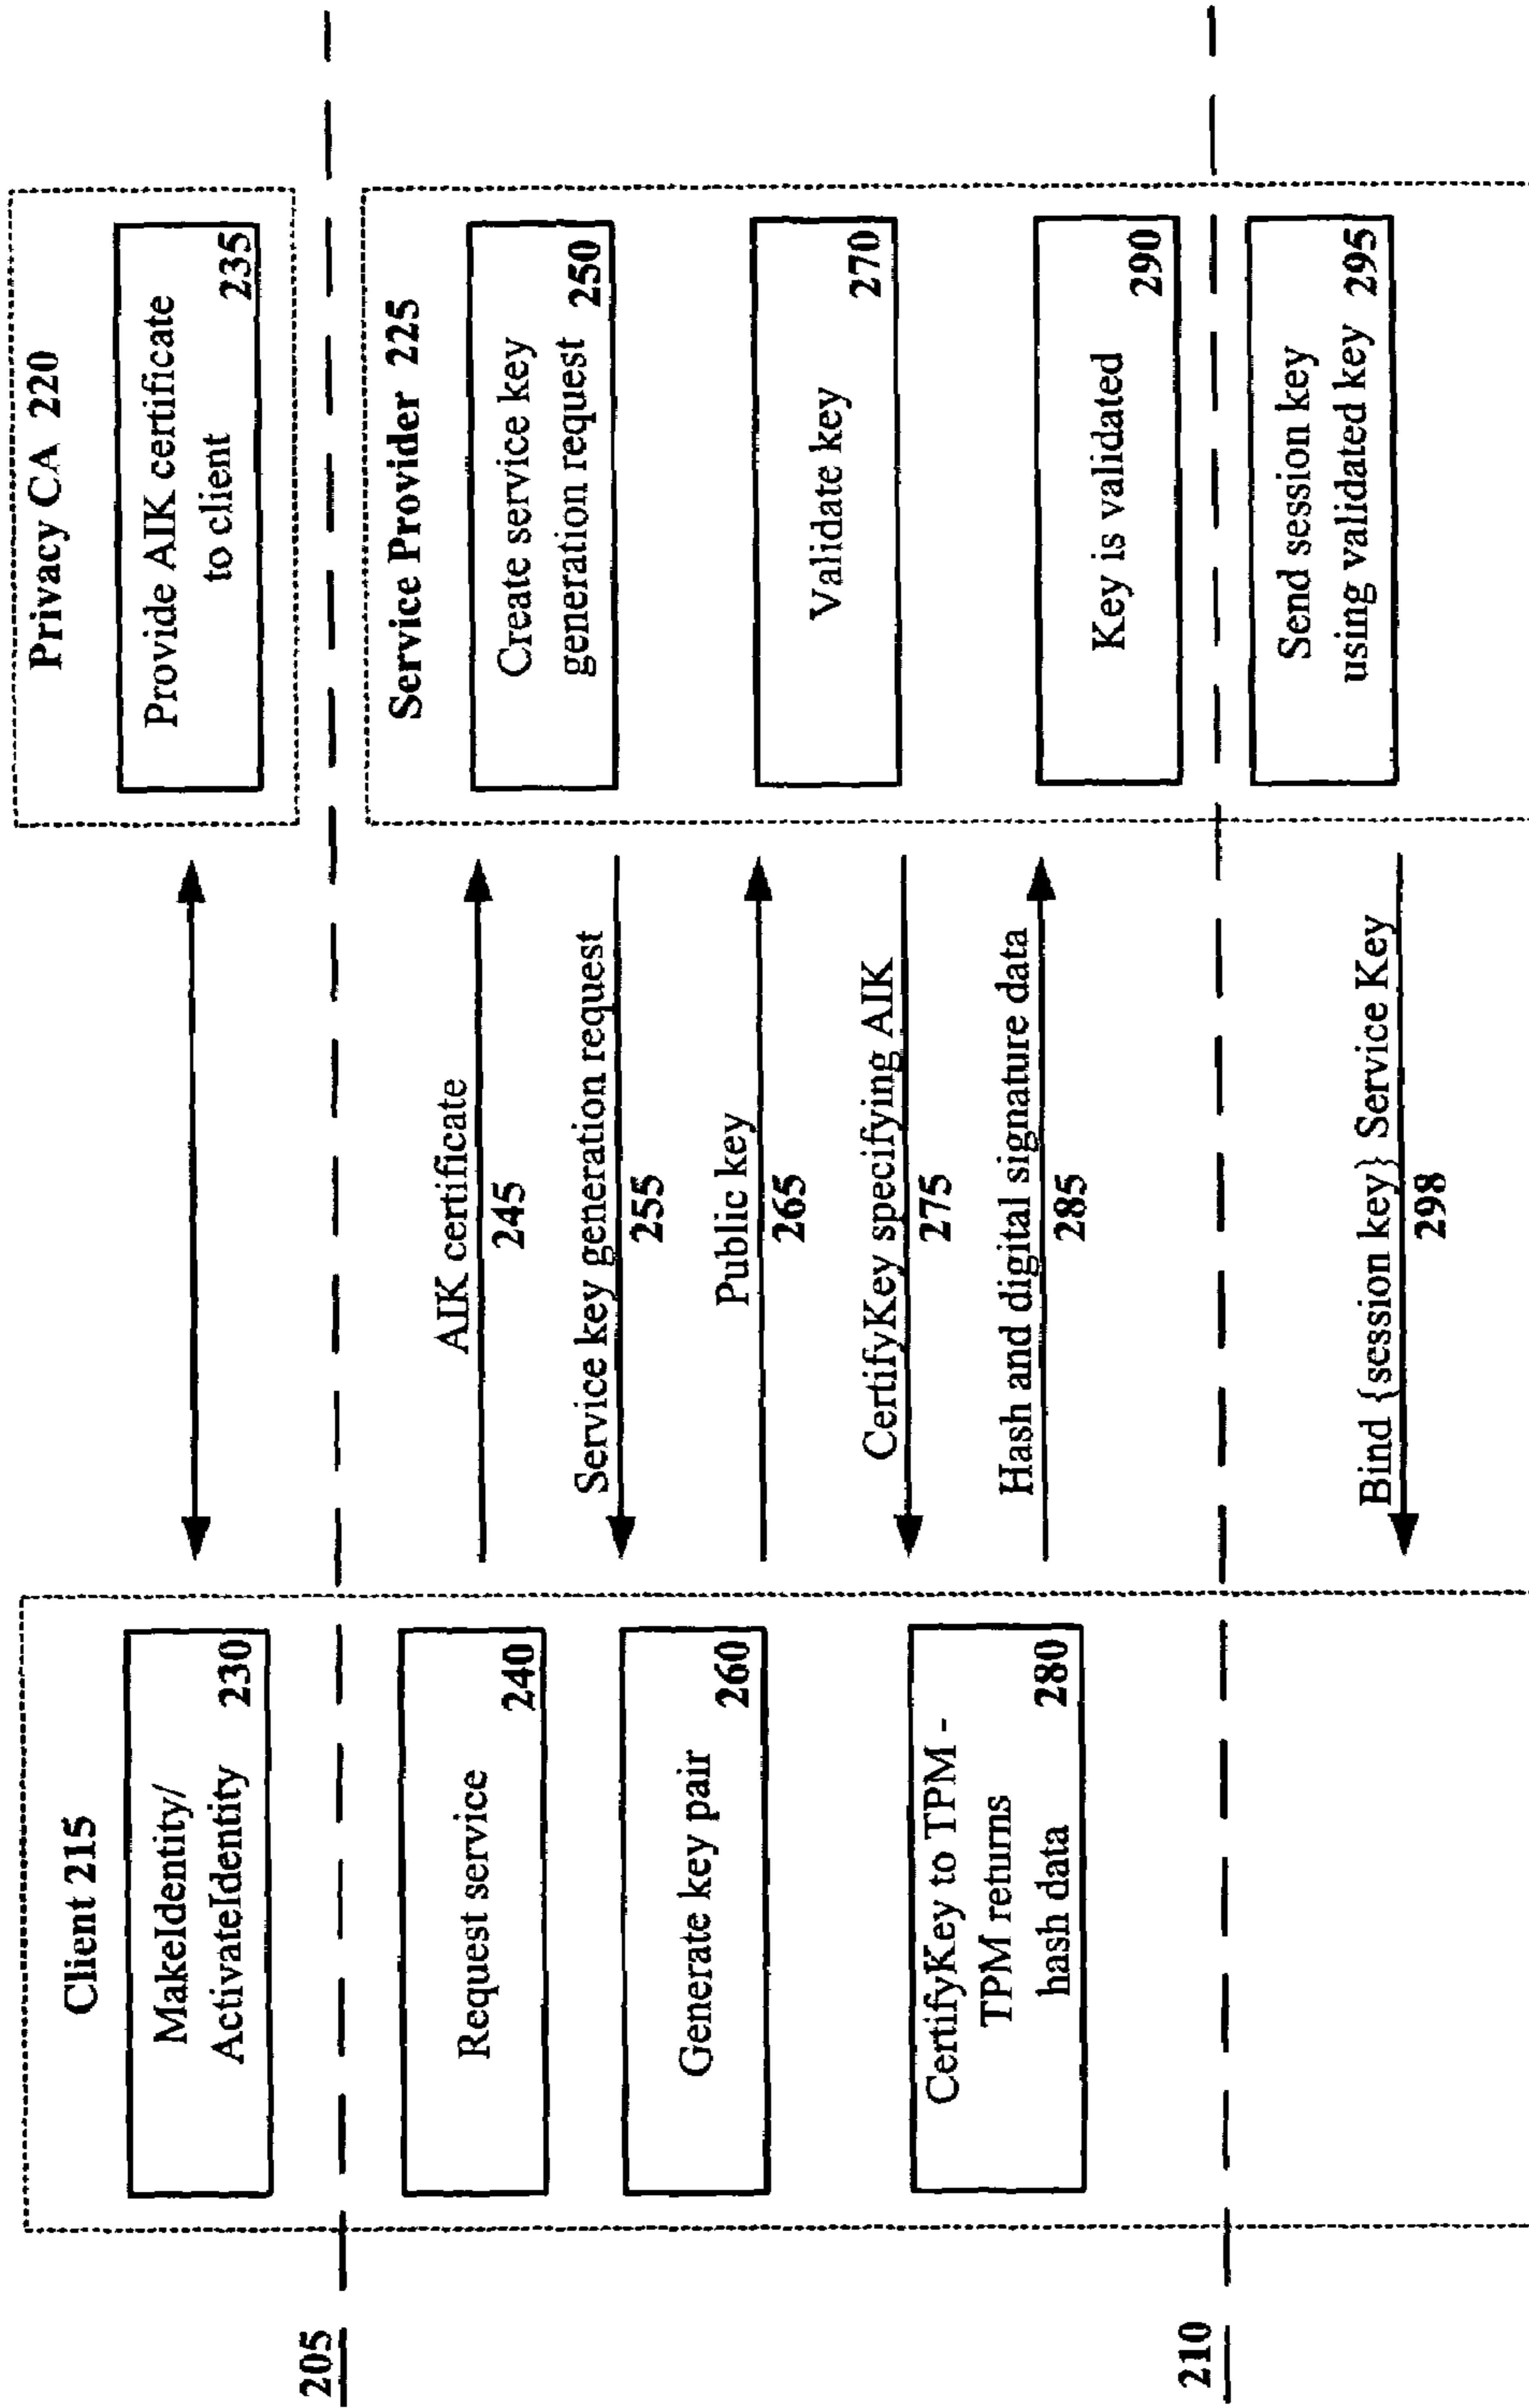 Client 215
Privacy CA 220
MakeIdentity/
ActivateIdentity
230
Provide AIK certificate
to client
235
205
Service Provider 225
Request service
240
AIK certificate
245
Create service key
generation request
250
Service key generation request
255
Generate key pair
260
Public key
265
Validate key
270
CertifyKey specifying AIK
275
CertifyKey to TPM -
TPM returns
hash data
280
Hash and digital signature data
285
Key is validated
290
210
Send session key
using validated key 295
Bind {session key} Service Key
298